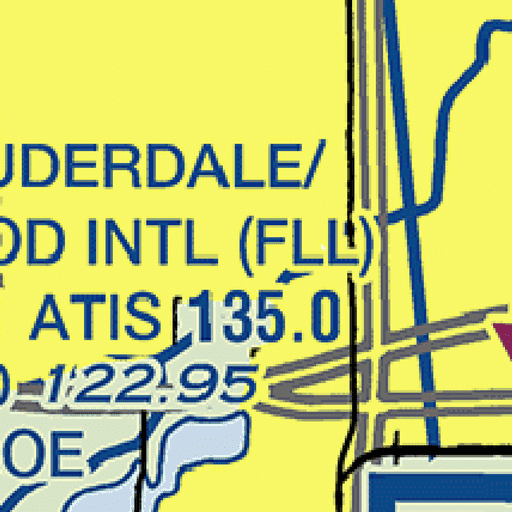 UDERDALE/
OD INTL (FLL)
ATIS 135.0
) 122.95
OE